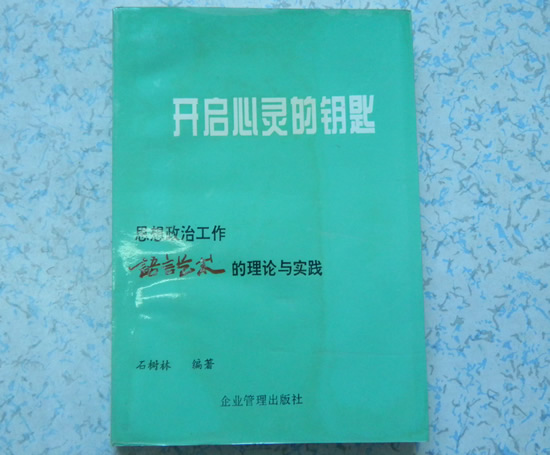 开启心灵的钥匙
思想政治工作
語言艺术的理论与实践
石树林 编著
企业管理出版社